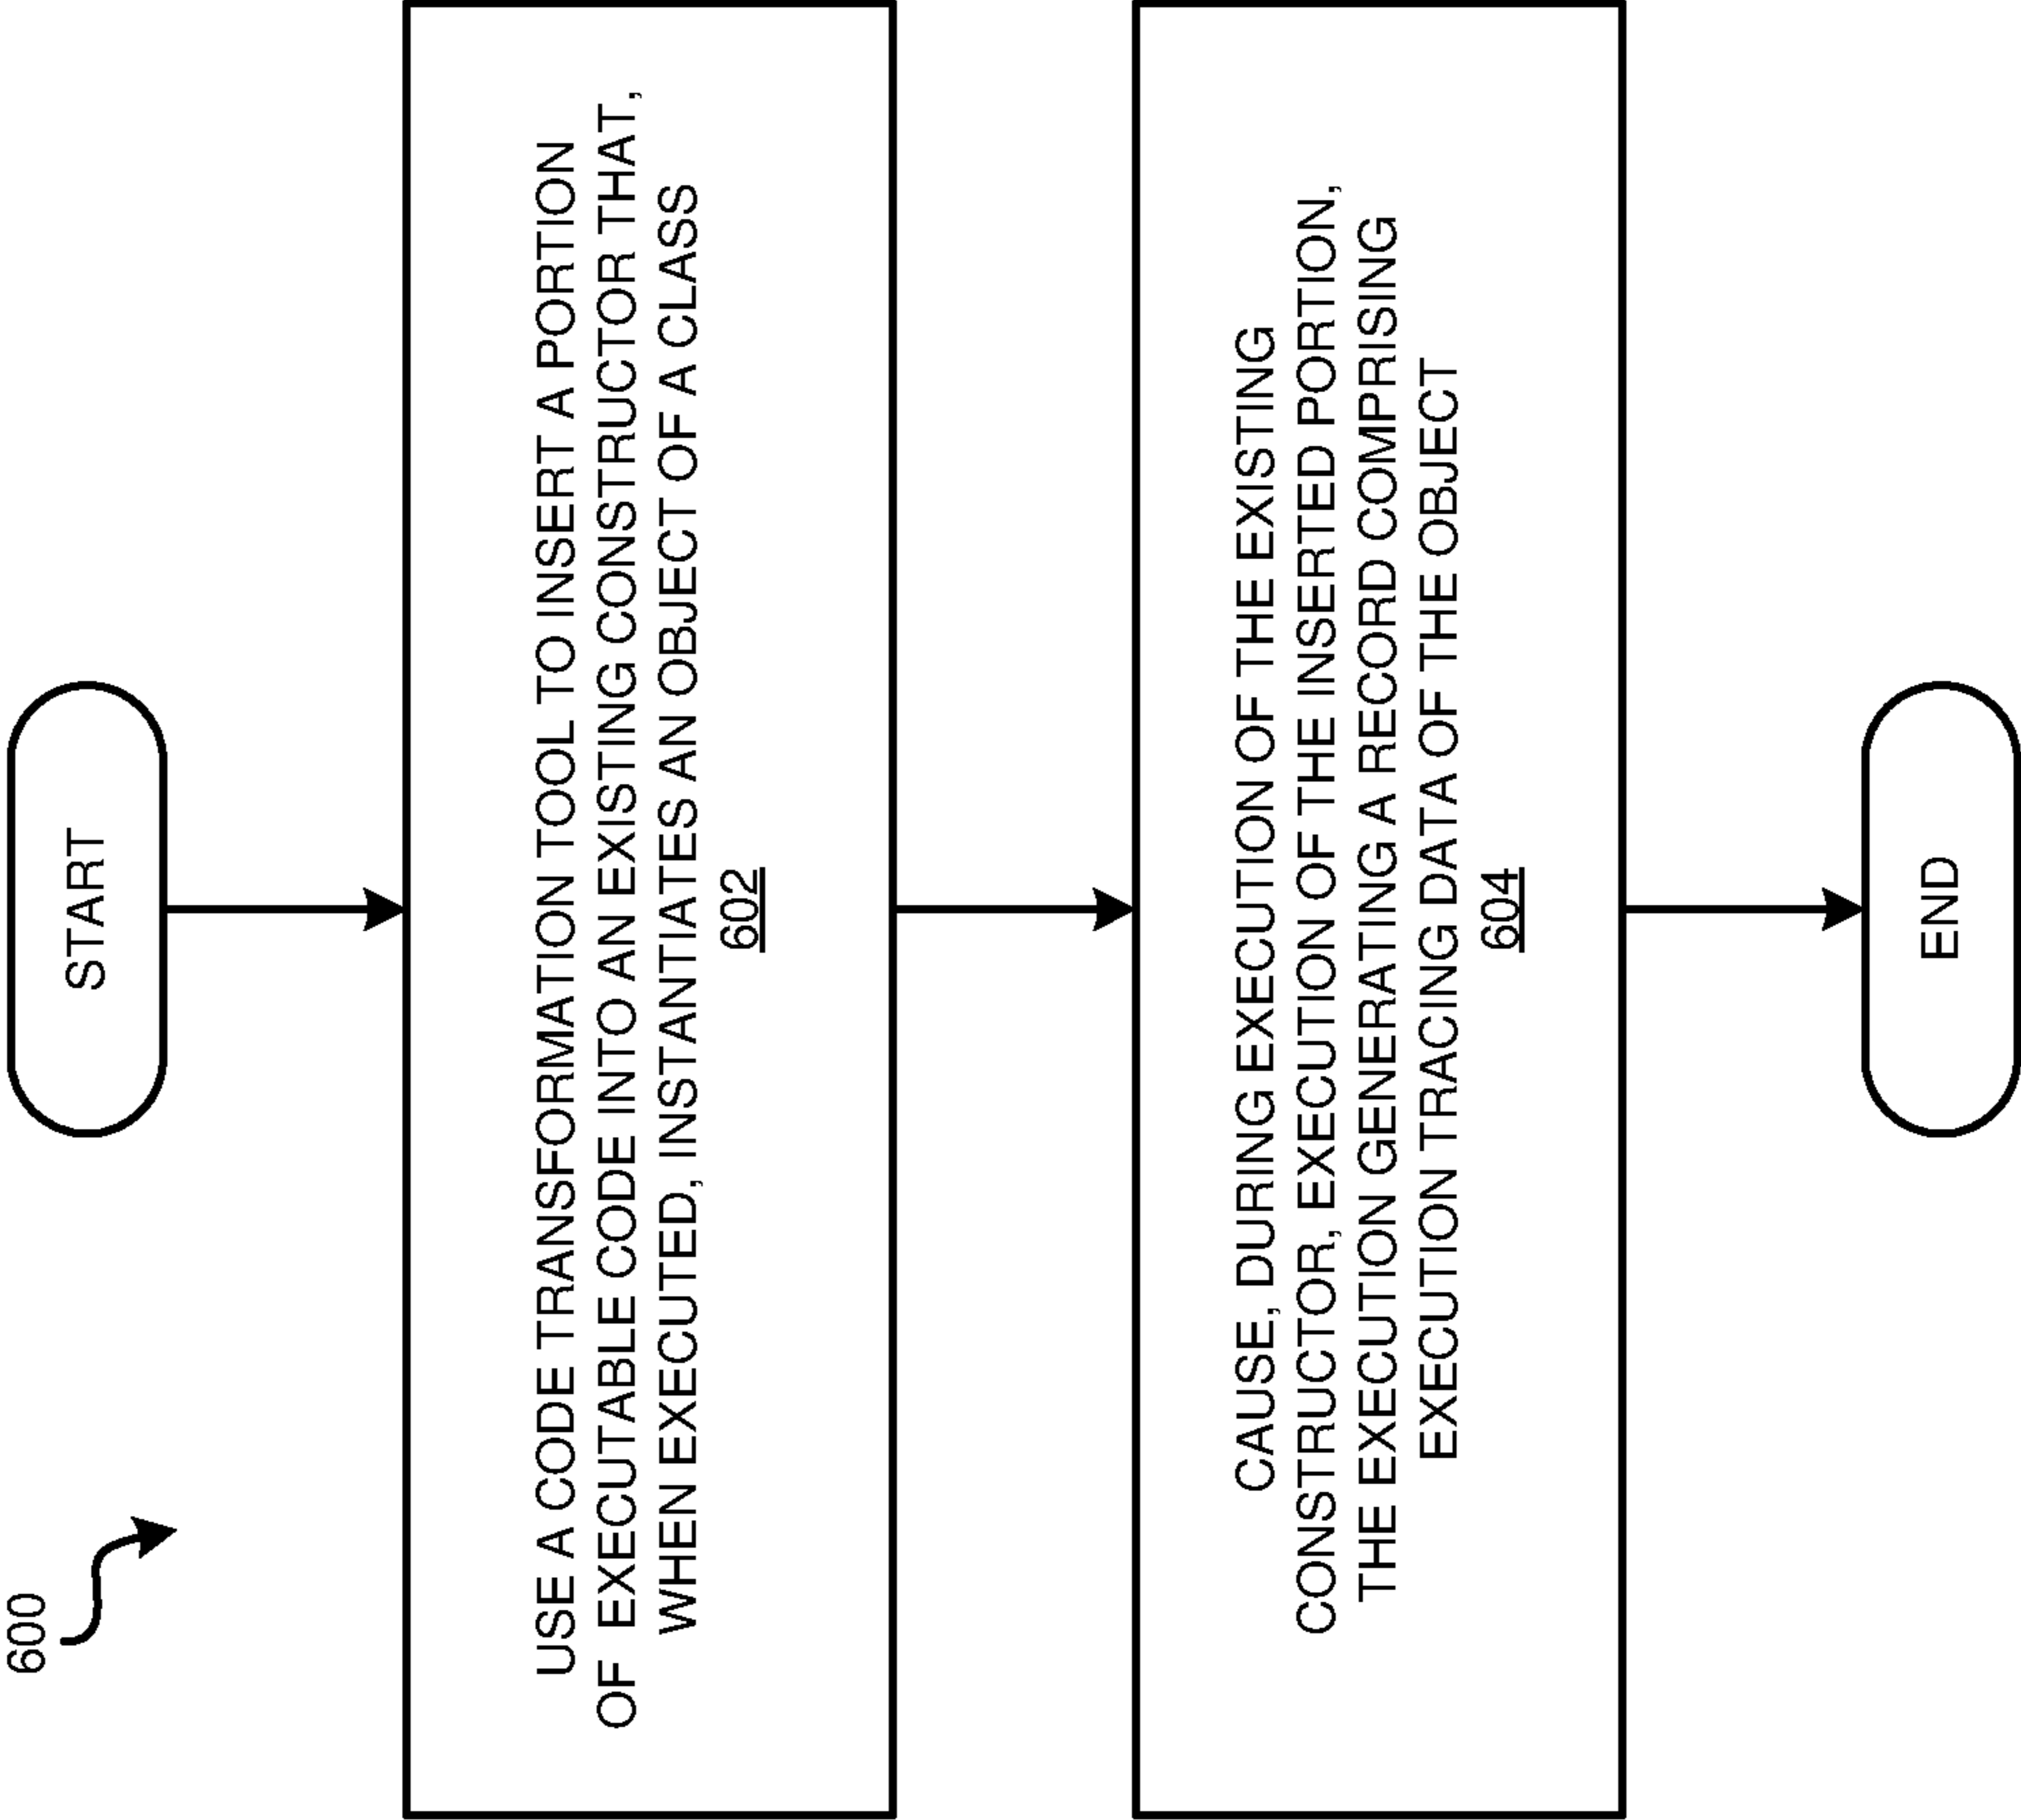 600
START
USE A CODE TRANSFORMATION TOOL TO INSERT A PORTION
OF EXECUTABLE CODE INTO AN EXISTING CONSTRUCTOR THAT,
WHEN EXECUTED, INSTANTIATES AN OBJECT OF A CLASS
602
CAUSE, DURING EXECUTION OF THE EXISTING
CONSTRUCTOR, EXECUTION OF THE INSERTED PORTION,
THE EXECUTION GENERATING A RECORD COMPRISING
EXECUTION TRACING DATA OF THE OBJECT
604
END